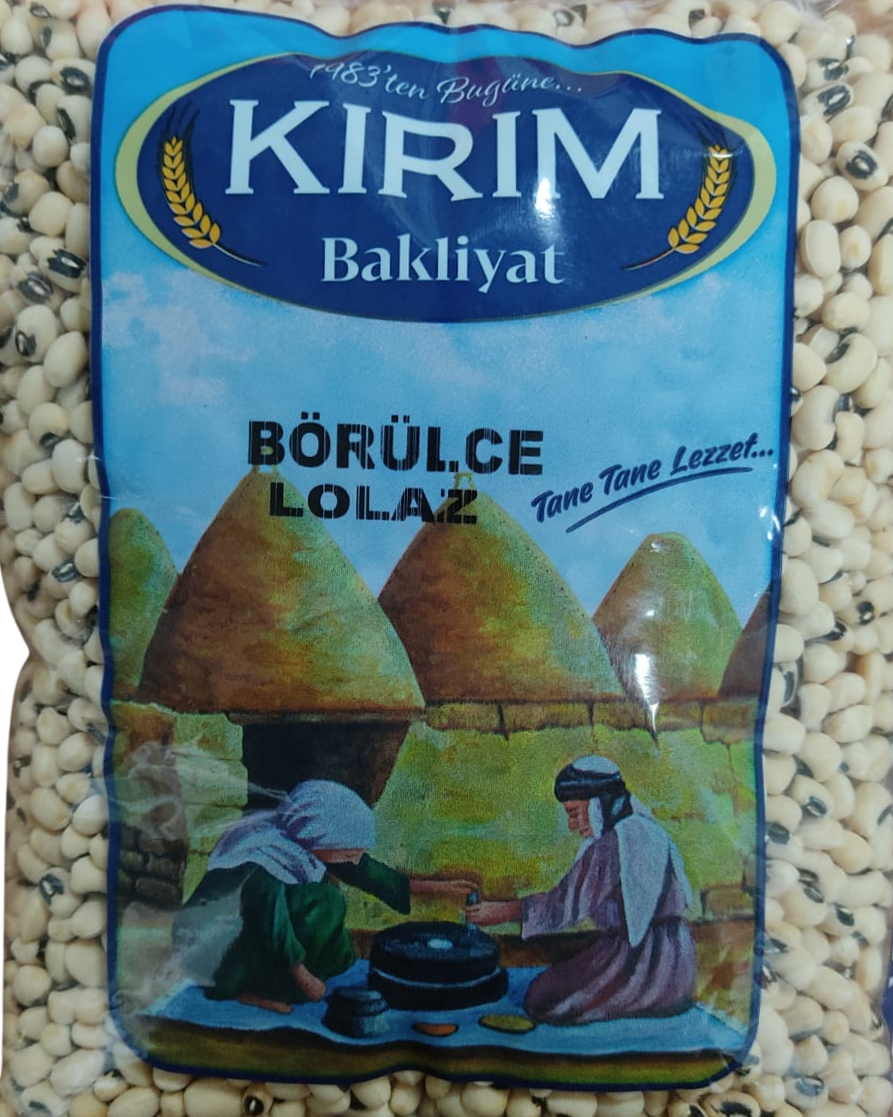 1983'ten Bugüne...
KIRIM
Bakliyat
BÖRÜLCE
LOLAZ
Tane Tane Lezzet...